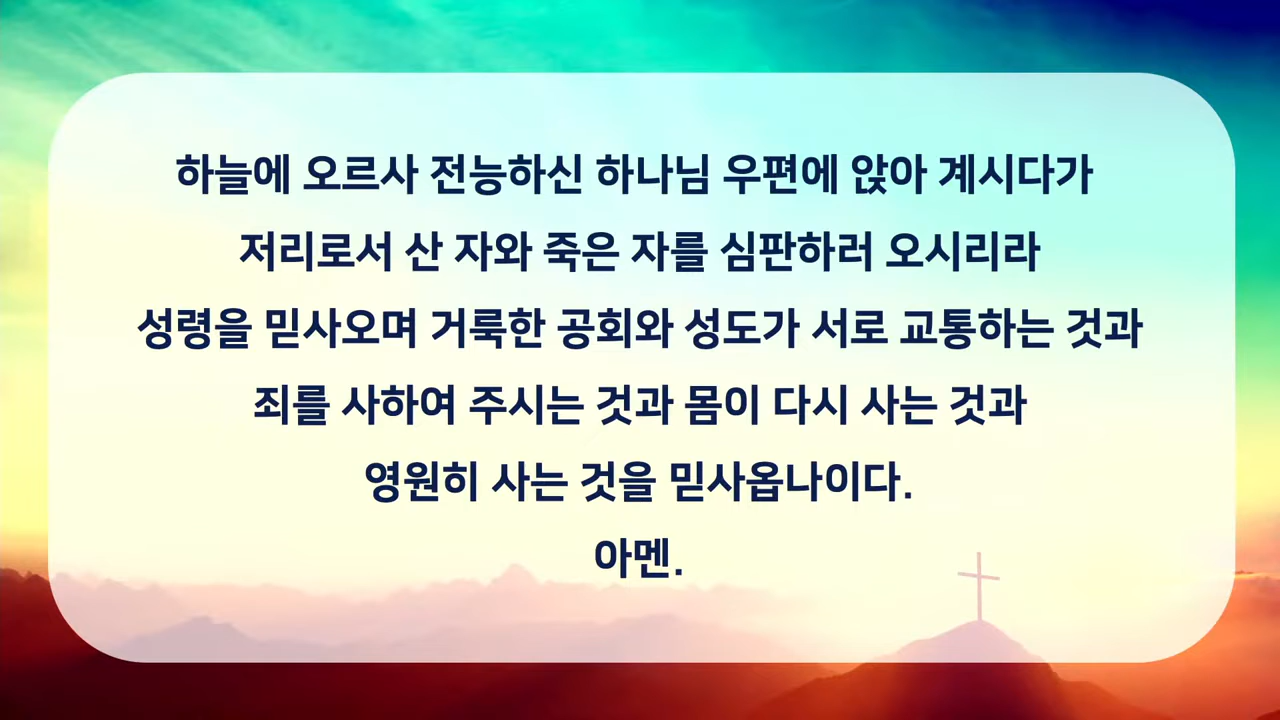 하늘에 오르사 전능하신 하나님 우편에 앉아 계시다가
저리로서 산 자와 죽은 자를 심판하러 오시리라
성령을 믿사오며 거룩한 공회와 성도가 서로 교통하는 것과
죄를 사하여 주시는 것과 몸이 다시 사는 것과
영원히 사는 것을 믿사옵나이다.
아멘.